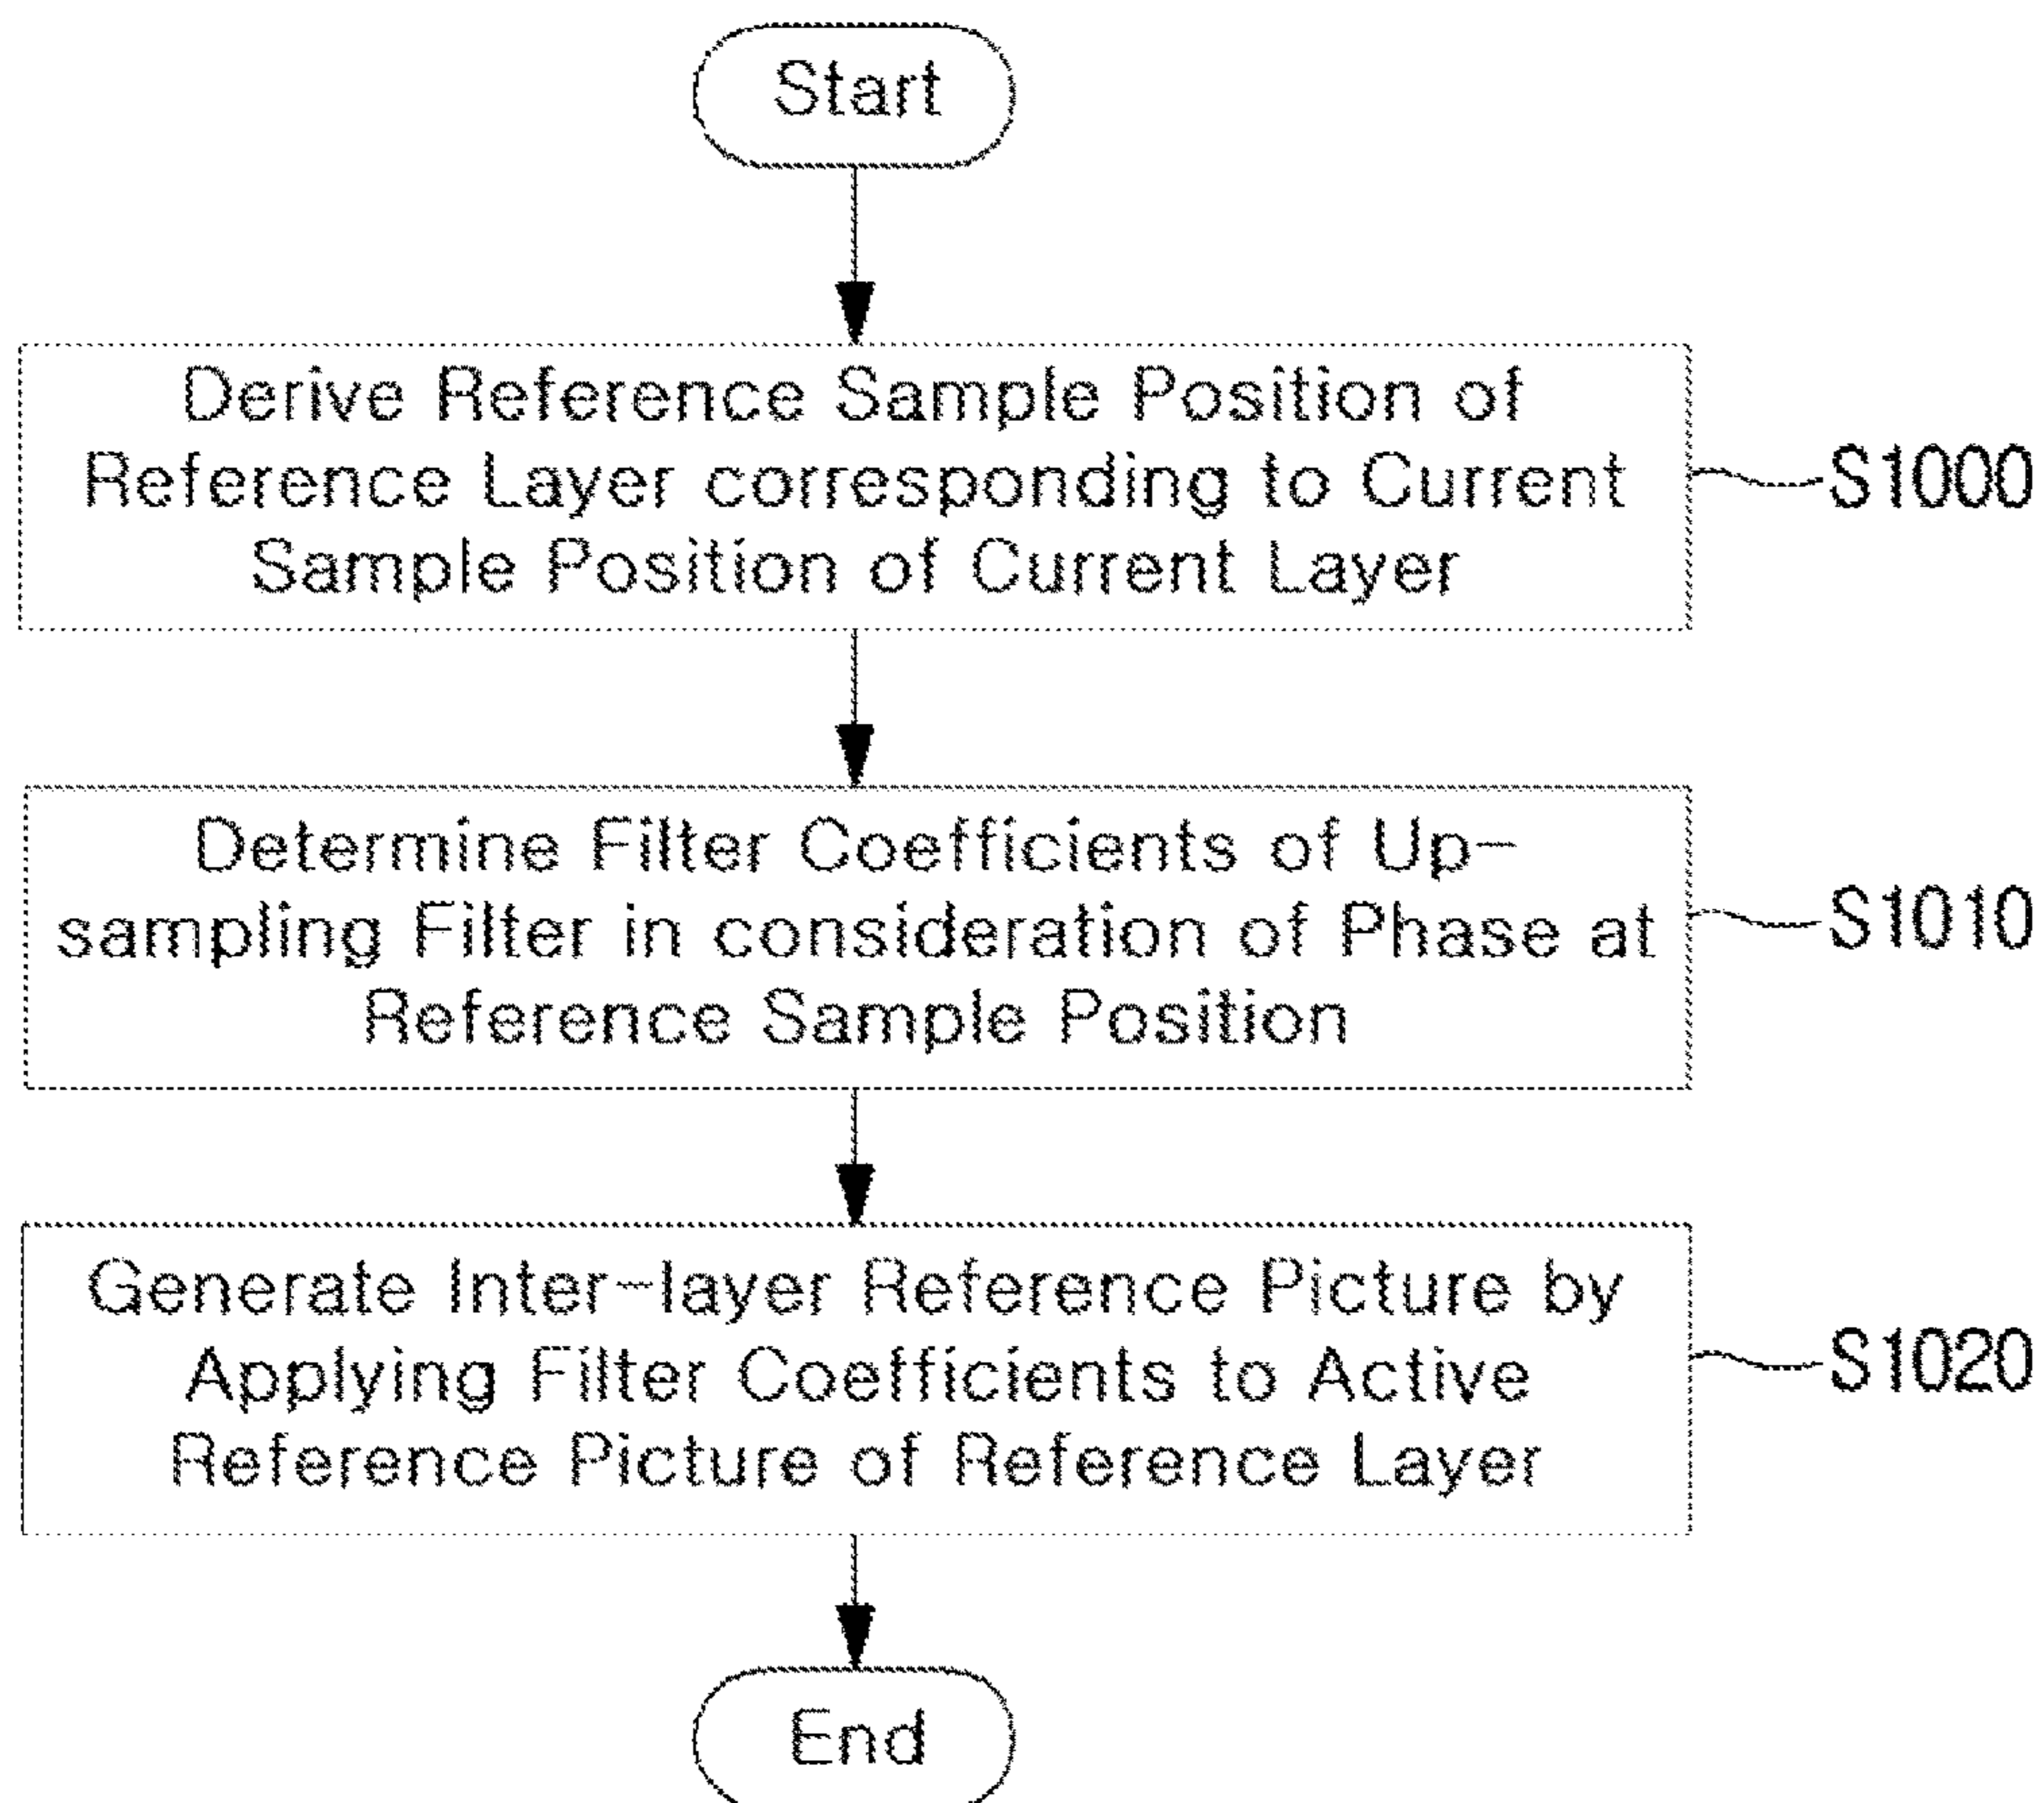 Start
Derive Reference Sample Position of
Reference Layer corresponding to Current
Sample Position of Current Layer
S1000
Determine Filter Coefficients of Up-
sampling Filter in consideration of Phase at
Reference Sample Position
S1010
Generate Inter-layer Reference Picture by
Applying Filter Coefficients to Active
Reference Picture of Reference Layer
S1020
End